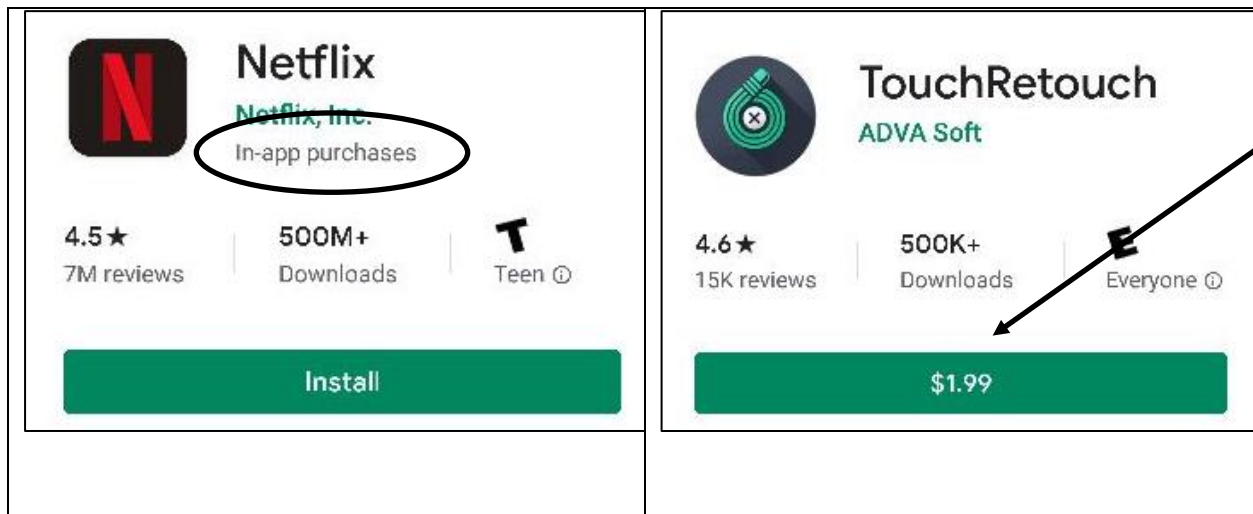 Netflix
Netflix, Inc.
In-app purchases
4.5★
500M+
T
7M reviews
Downloads
Teen ⓘ
Install
TouchRetouch
ADVA Soft
4.6★
500K+
E
15K reviews
Downloads
Everyone ⓘ
$1.99